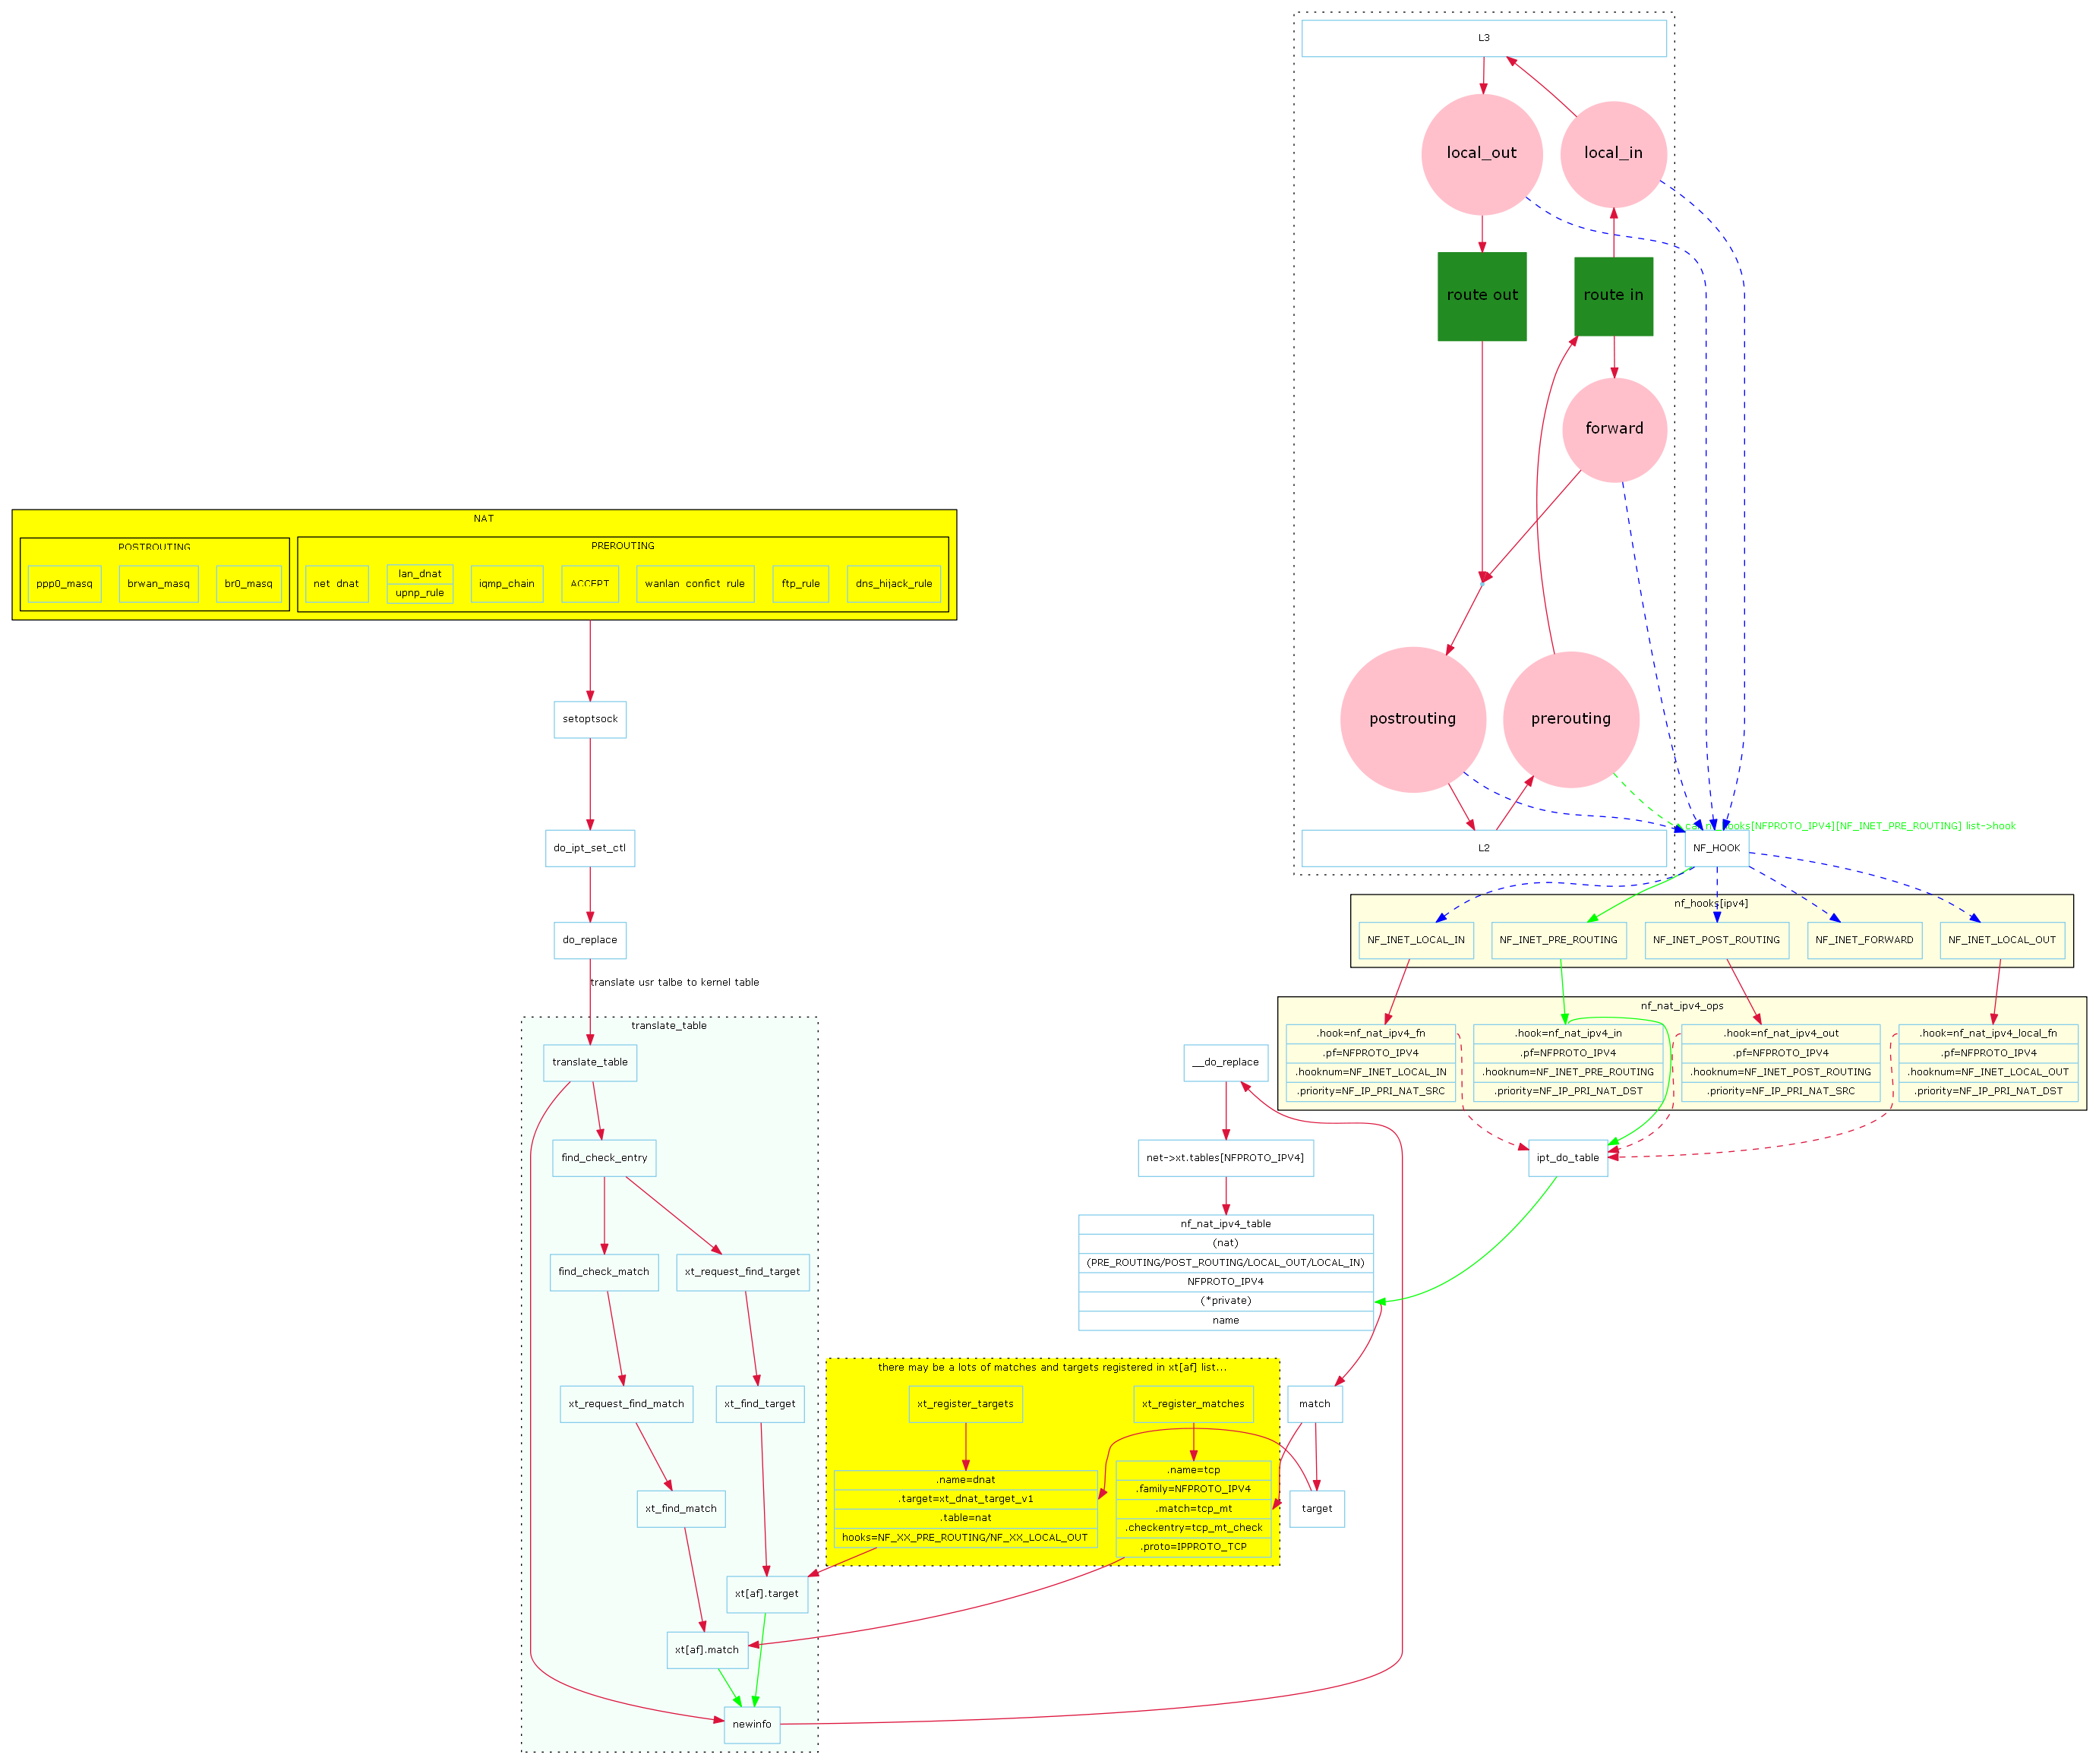 L3
local_out
local_in
route out
route in
forward
NAT
POSTROUTING
ppp0_masq
brwan_masq
br0_masq
PREROUTING
net dnat
lan_dnat
upnp_rule
iqmp_chain
ACCEPT
wanlan confict rule
ftp_rule
dns_hijack_rule
setoptsock
postrouting
prerouting
do_ipt_set_ctl
L2
hooks[NFPROTO_IPV4][NF_INET_PRE_ROUTING] list->hook
NF_HOOK
nf_hooks[ipv4]
do_replace
NF_INET_LOCAL_IN
NF_INET_PRE_ROUTING
NF_INET_POST_ROUTING
NF_INET_FORWARD
NF_INET_LOCAL_OUT
translate usr talbe to kernel table
nf_nat_ipv4_ops
.hook=nf_nat_ipv4_fn
.pf=NFPROTO_IPV4
.hooknum=NF_INET_LOCAL_IN
.priority=NF_IP_PRI_NAT_SRC
.hook=nf_nat_ipv4_in
.pf=NFPROTO_IPV4
.hooknum=NF_INET_PRE_ROUTING
.priority=NF_IP_PRI_NAT_DST
.hook=nf_nat_ipv4_out
.pf=NFPROTO_IPV4
.hooknum=NF_INET_POST_ROUTING
.priority=NF_IP_PRI_NAT_SRC
.hook=nf_nat_ipv4_local_fn
.pf=NFPROTO_IPV4
.hooknum=NF_INET_LOCAL_OUT
.priority=NF_IP_PRI_NAT_DST
translate_table
translate_table
__do_replace
find_check_entry
net->xt.tables[NFPROTO_IPV4]
ipt_do_table
nf_nat_ipv4_table
(nat)
(PRE_ROUTING/POST_ROUTING/LOCAL_OUT/LOCAL_IN)
NFPROTO_IPV4
(*private)
name
find_check_match
xt_request_find_target
there may be a lots of matches and targets registered in xt[af] list...
xt_request_find_match
xt_find_target
xt_register_targets
xt_register_matches
match
.name=dnat
.target=xt_dnat_target_v1
.table=nat
hooks=NF_XX_PRE_ROUTING/NF_XX_LOCAL_OUT
.name=tcp
.family=NFPROTO_IPV4
.match=tcp_mt
.checkentry=tcp_mt_check
.proto=IPPROTO_TCP
xt_find_match
target
xt[af].target
xt[af].match
newinfo